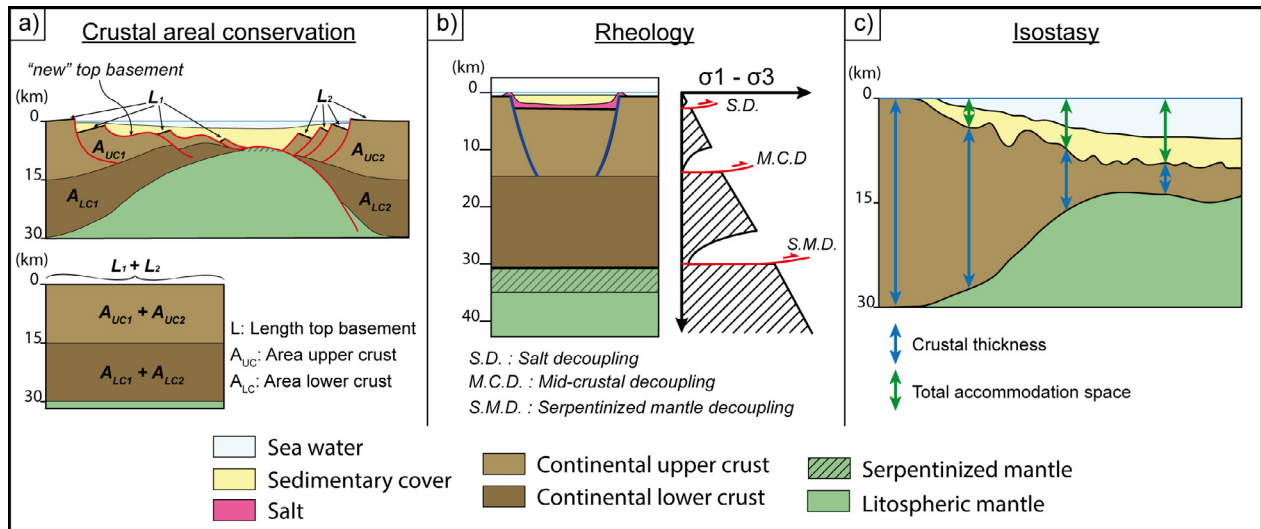 a)
Crustal areal conservation
"new" top basement
(km)
L1
L2
0
15
30
AUC1
AUC2
ALC1
ALC2
(km)
L1 + L2
0
15
30
AUC1 + AUC2
ALC1 + ALC2
L: Length top basement
AUC: Area upper crust
ALC: Area lower crust
b)
Rheology
(km)
0
10
20
30
40
σ1 - σ3
S.D.
M.C.D
S.M.D.
S.D. : Salt decoupling
M.C.D. : Mid-crustal decoupling
S.M.D. : Serpentinized mantle decoupling
c)
Isostasy
(km)
0
15
30
Crustal thickness
Total accommodation space
Sea water
Sedimentary cover
Salt
Continental upper crust
Continental lower crust
Serpentinized mantle
Litospheric mantle